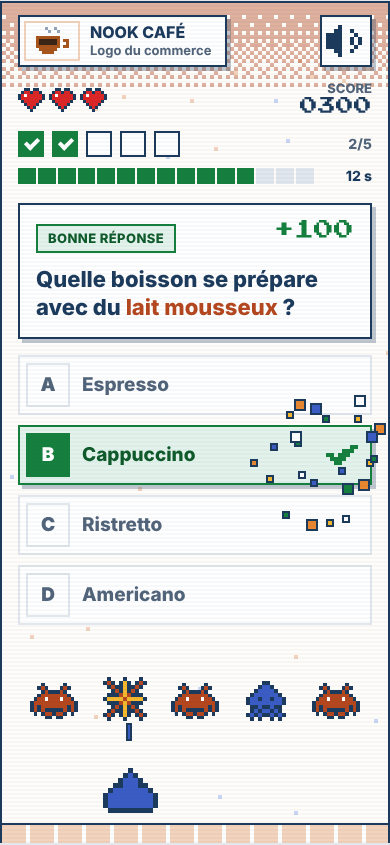 NOOK CAFÉ
Logo du commerce
SCORE
0300
2/5
12 s
BONNE RÉPONSE
+100
Quelle boisson se prépare
avec du lait mousseux ?
A Espresso
B Cappuccino
C Ristretto
D Americano